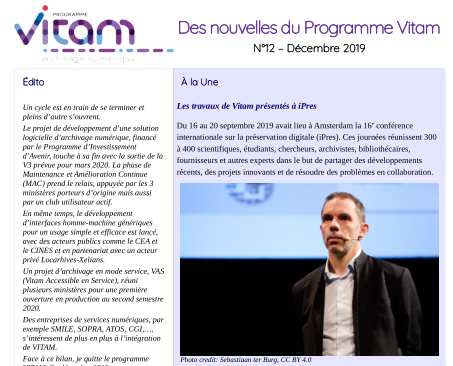 PROGRAMME
Vitam
archivage numérique
Des nouvelles du Programme Vitam
N°12 – Décembre 2019
Édito
Un cycle est en train de se terminer et
pleins d'autre s'ouvrent.
Le projet de développement d'une solution
logicielle d'archivage numérique, financé
par le Programme d'Investissement
d'Avenir, touche à sa fin avec la sortie de la
V3 prévue pour mars 2020. La phase de
Maintenance et Amélioration Continue
(MAC) prend le relais, appuyée par les 3
ministères porteurs d'origine mais aussi
par un club utilisateur actif.
En même temps, le développement
d'interfaces homme-machine génériques
pour un usage simple et efficace est lancé,
avec des acteurs publics comme le CEA et
le CINES et en partenariat avec un acteur
privé Locarhives-Xelians.
Un projet d'archivage en mode service, VAS
(Vitam Accessible en Service), réuni
plusieurs ministères pour une première
ouverture en production au second semestre
2020.
Des entreprises de services numériques, par
exemple SMILE, SOPRA, ATOS, CGI,…,
s'intéressent de plus en plus à l'intégration
de VITAM.
Face à ce bilan, je quitte le programme
À la Une
Les travaux de Vitam présentés à iPres
Du 16 au 20 septembre 2019 avait lieu à Amsterdam la 16e conférence
internationale sur la préservation digitale (iPres). Ces journées réunissent 300
à 400 scientifiques, étudiants, chercheurs, archivistes, bibliothécaires,
fournisseurs et autres experts dans le but de partager des développements
récents, des projets innovants et de résoudre des problèmes en collaboration.
Photo credit: Sebastiaan ter Burg, CC BY 4.0